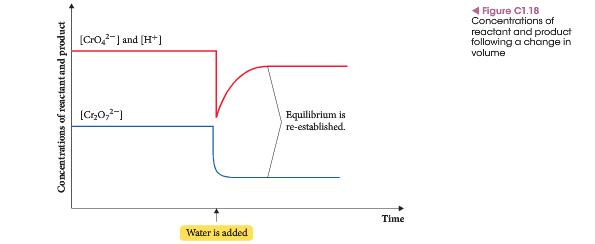 ◀ Figure C1.18
Concentrations of
reactant and product
following a change in
volume
Concentrations of reactant and product
[CrO₄²⁻] and [H⁺]
[Cr₂O₇²⁻]
Equilibrium is
re-established.
Time
Water is added